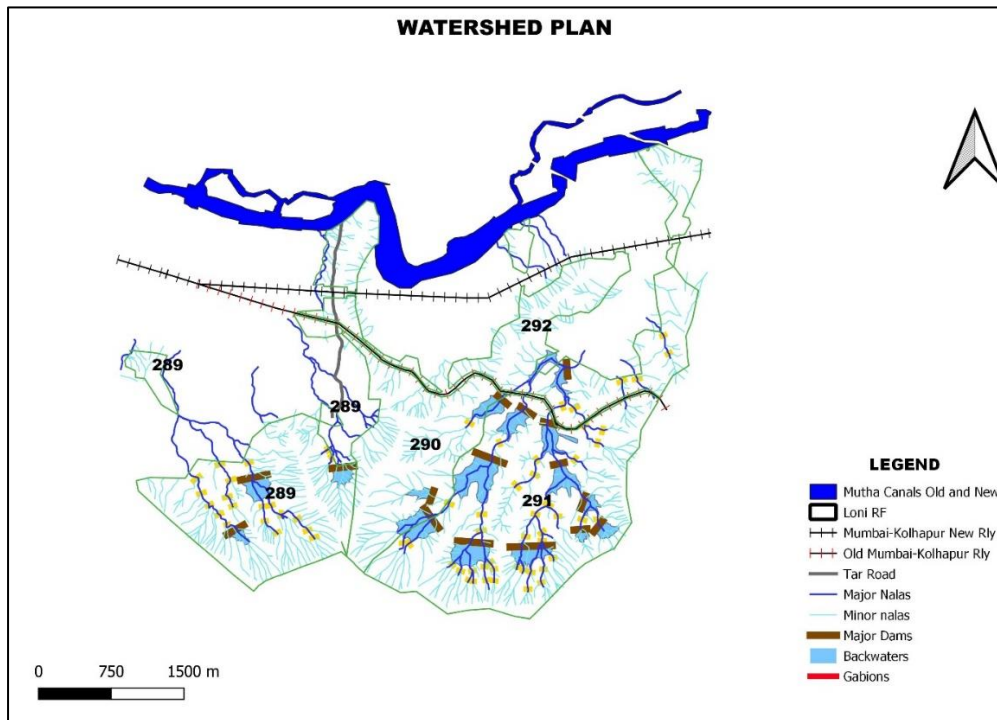 WATERSHED PLAN
292
289
289
290
289
291
LEGEND
Mutha Canals Old and New
Loni RF
Mumbai-Kolhapur New Rly
Old Mumbai-Kolhapur Rly
Tar Road
Major Nalas
Minor nalas
Major Dams
Backwaters
Gabions
0 750 1500 m